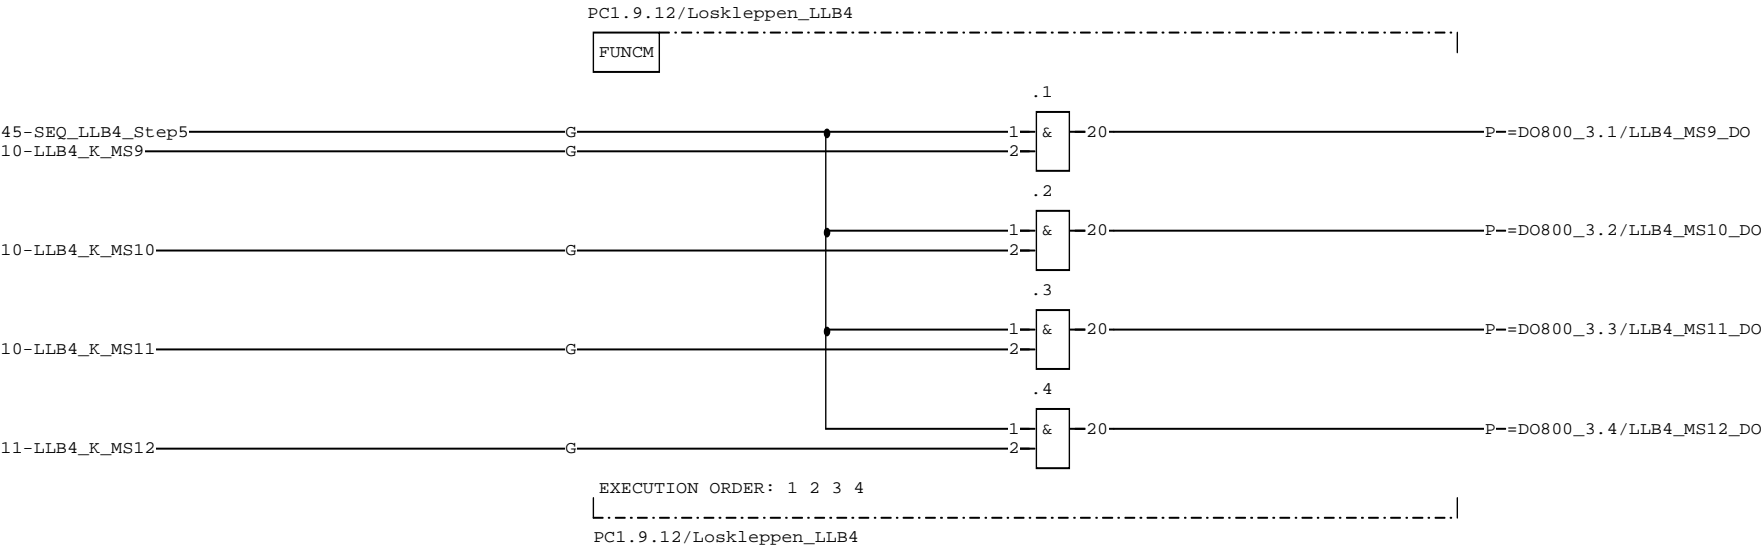 PC1.9.12/Loskleppen_LLB4
FUNCM
.1
45-SEQ_LLB4_Step5 G 1 & 20 P-=DO800_3.1/LLB4_MS9_DO
10-LLB4_K_MS9 G 2
.2
1 & 20 P-=DO800_3.2/LLB4_MS10_DO
10-LLB4_K_MS10 G 2
.3
1 & 20 P-=DO800_3.3/LLB4_MS11_DO
10-LLB4_K_MS11 G 2
.4
1 & 20 P-=DO800_3.4/LLB4_MS12_DO
11-LLB4_K_MS12 G 2
EXECUTION ORDER: 1 2 3 4
PC1.9.12/Loskleppen_LLB4